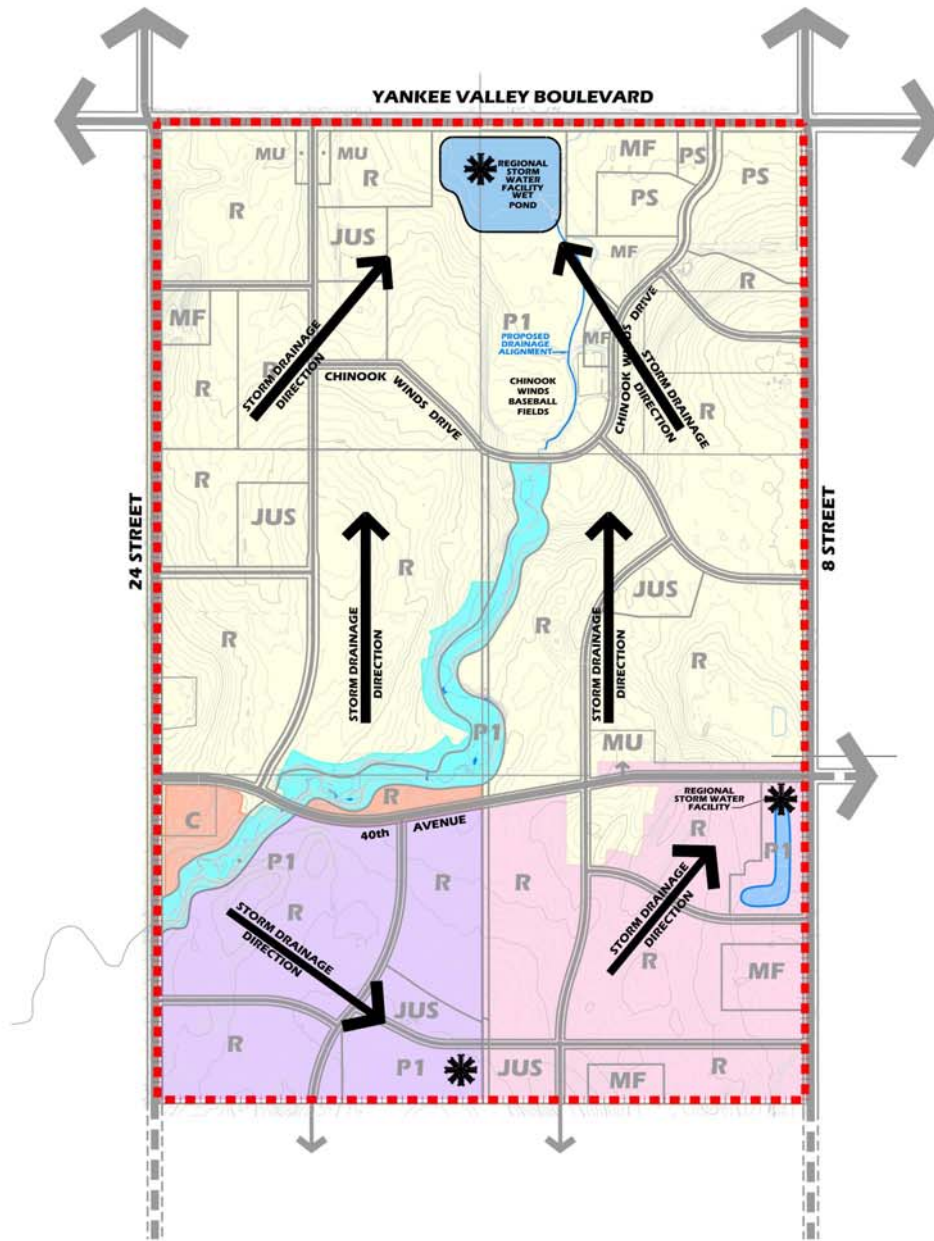 YANKEE VALLEY BOULEVARD
MU
MU
R
R
JUS
REGIONAL
STORM
WATER
FACILITY
WET
POND
MF
PS
PS
PS
MF
R
MF
R
STORM DRAINAGE
DIRECTION
CHINOOK WINDS DRIVE
P1
PROPOSED
DRAINAGE
ALIGNMENT
CHINOOK
WINDS
BASEBALL
FIELDS
MF
CHINOOK WINDS DRIVE
STORM DRAINAGE
DIRECTION
R
24 STREET
8 STREET
R
JUS
R
STORM DRAINAGE
DIRECTION
R
R
STORM DRAINAGE
DIRECTION
JUS
R
P1
MU
C
R
40th AVENUE
REGIONAL
STORM WATER
FACILITY
R
P1
P1
R
R
R
STORM DRAINAGE
DIRECTION
STORM DRAINAGE
DIRECTION
R
MF
JUS
R
P1
JUS
MF
R